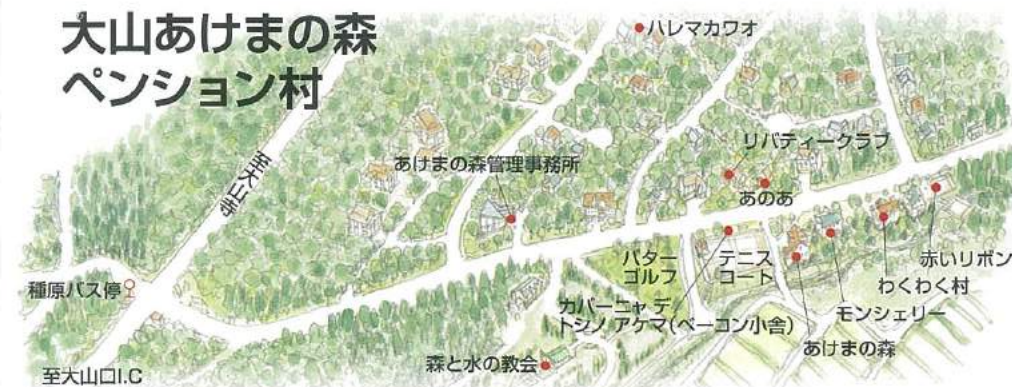 大山あけまの森
ペンション村
ハレマカワオ
リバティークラブ
あけまの森管理事務所
至大山寺
あのあ
パター
ゴルフ
テニス
コート
赤いリボン
わくわく村
種原バス停
カバーニャ デ
トシノ アケマ(ベーコン小舎)
モンシェリー
あけまの森
森と水の教会
至大山口I.C